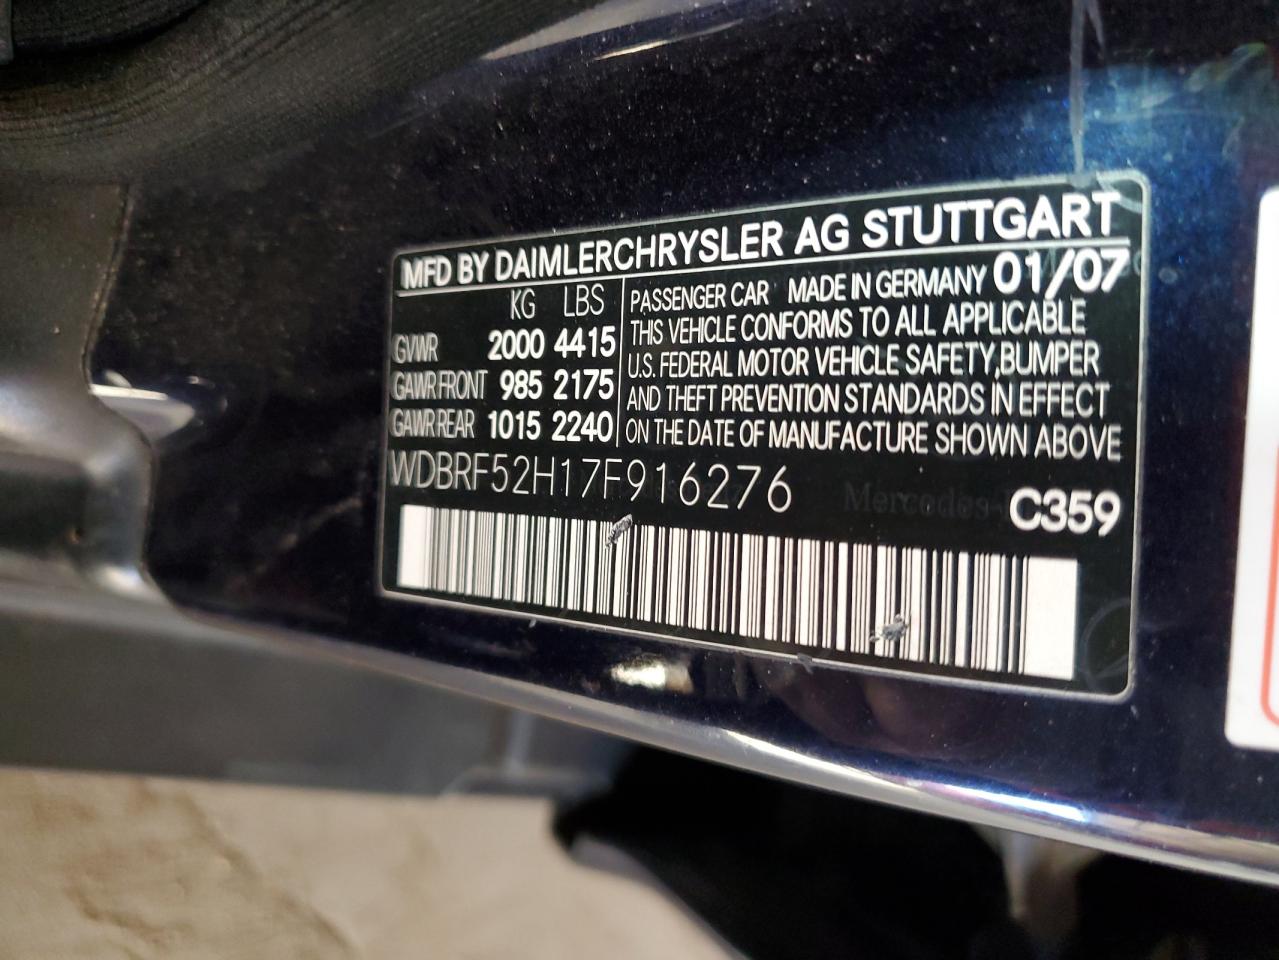 MFD BY DAIMLERCHRYSLER AG STUTTGART
KG LBS
GVWR 2000 4415
GAWR FRONT 985 2175
GAWR REAR 1015 2240
PASSENGER CAR MADE IN GERMANY 01/07
THIS VEHICLE CONFORMS TO ALL APPLICABLE
U.S. FEDERAL MOTOR VEHICLE SAFETY,BUMPER
AND THEFT PREVENTION STANDARDS IN EFFECT
ON THE DATE OF MANUFACTURE SHOWN ABOVE
WDBRF52H17F916276
Mercedes-
C359